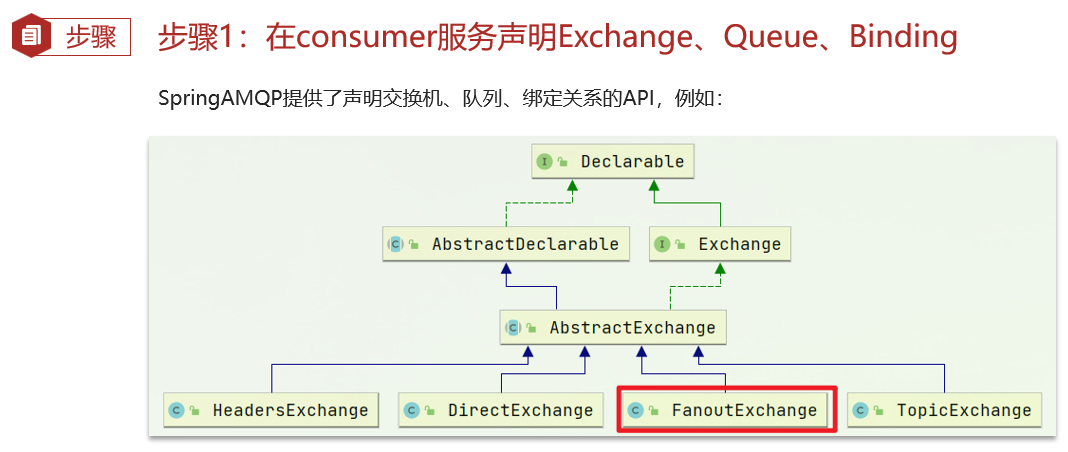 步骤 步骤1：在consumer服务声明Exchange、Queue、Binding
SpringAMQP提供了声明交换机、队列、绑定关系的API，例如：
I Declarable
C AbstractDeclarable I Exchange
C AbstractExchange
C HeadersExchange C DirectExchange C FanoutExchange C TopicExchange